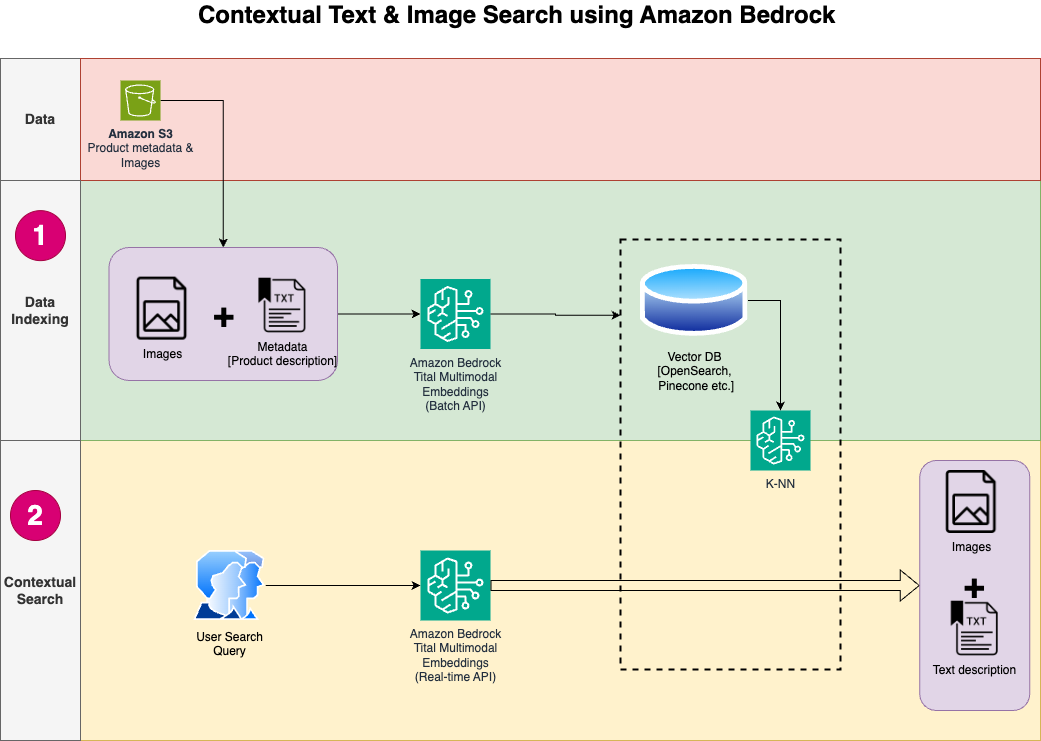 Contextual Text & Image Search using Amazon Bedrock
Data
Amazon S3
Product metadata &
Images
1
Data
Indexing
Images
TXT
Metadata
[Product description]
Amazon Bedrock
Tital Multimodal
Embeddings
(Batch API)
Vector DB
[OpenSearch,
Pinecone etc.]
K-NN
2
Contextual
Search
User Search
Query
Amazon Bedrock
Tital Multimodal
Embeddings
(Real-time API)
Images
TXT
Text description